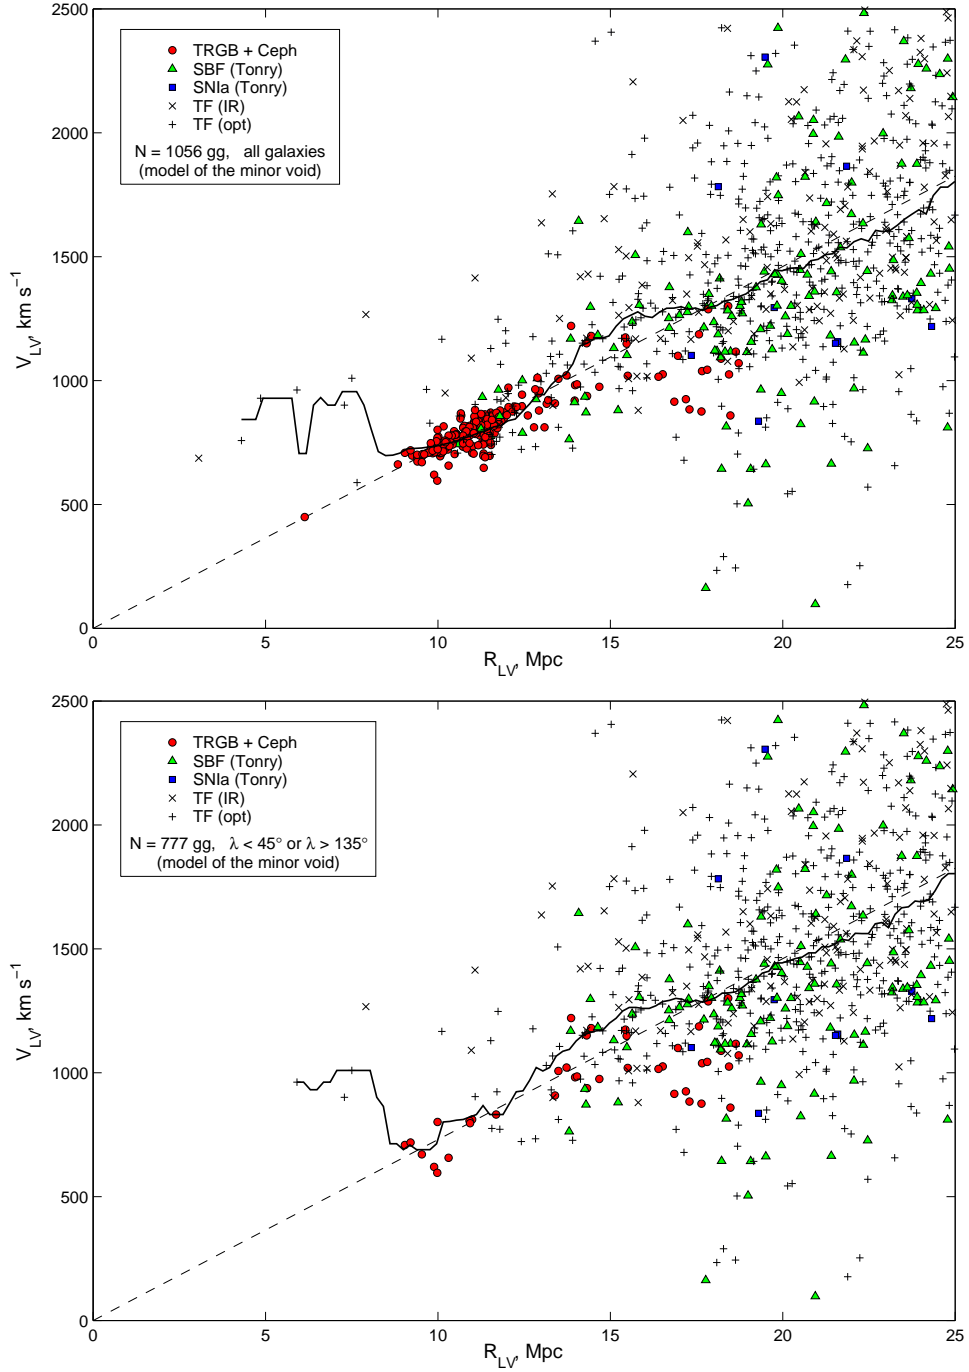 2500
2000
1500
1000
500
0
V_LV, km s⁻¹
TRGB + Ceph
SBF (Tonry)
SNIa (Tonry)
TF (IR)
TF (opt)
N = 1056 gg, all galaxies
(model of the minor void)
0 5 10 15 20 25
R_LV, Mpc
2500
2000
1500
1000
500
0
V_LV, km s⁻¹
TRGB + Ceph
SBF (Tonry)
SNIa (Tonry)
TF (IR)
TF (opt)
N = 777 gg, λ < 45° or λ > 135°
(model of the minor void)
0 5 10 15 20 25
R_LV, Mpc